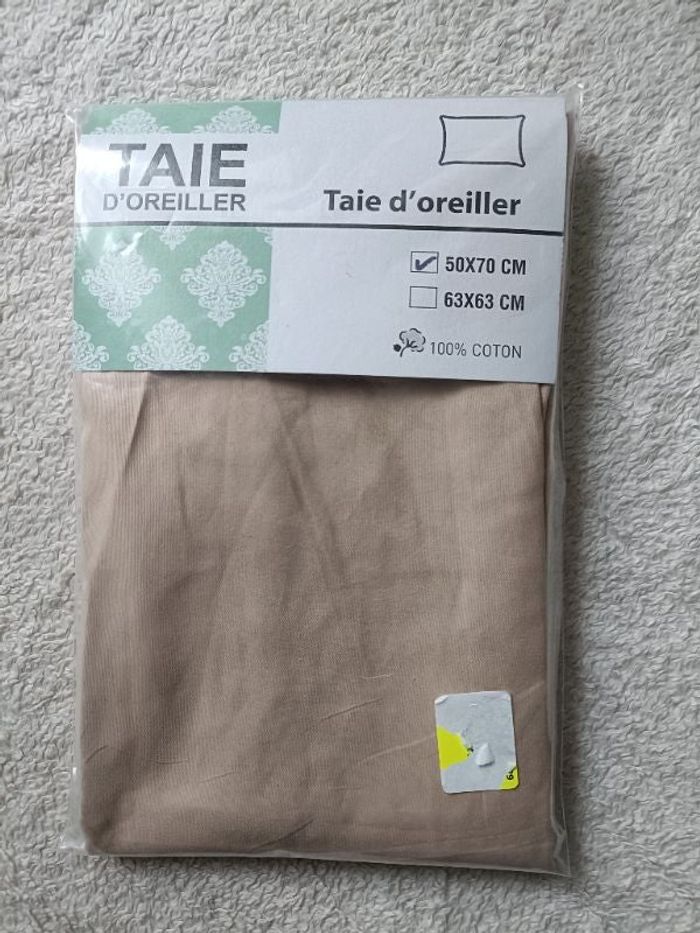 TAIE
D'OREILLER
Taie d'oreiller
50X70 CM
63X63 CM
100% COTON